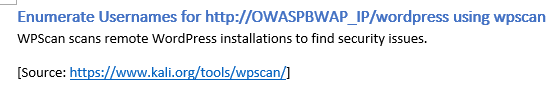 Enumerate Usernames for http://OWASPBWAP_IP/wordpress using wpscan
WPScan scans remote WordPress installations to find security issues.
[Source: https://www.kali.org/tools/wpscan/]